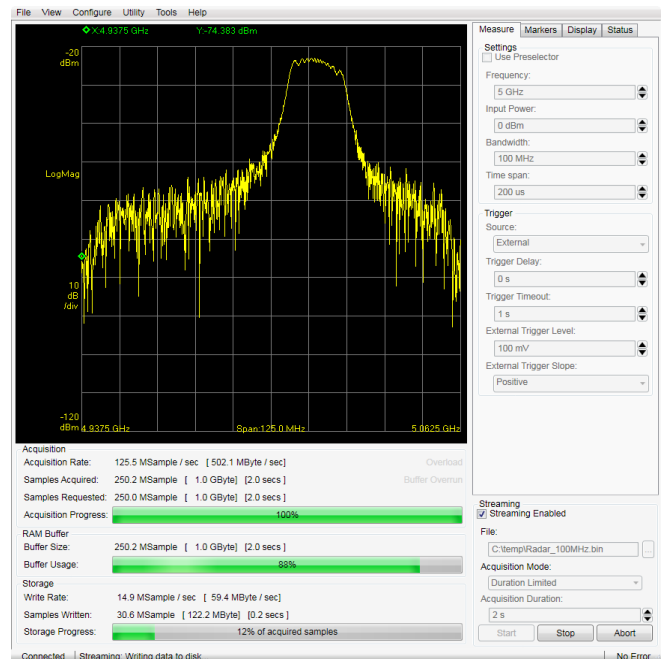 File View Configure Utility Tools Help
X:4.9375 GHz Y:-74.383 dBm
-20
dBm
LogMag
10
dB
/div
-120
dBm 4.9375 GHz Span:125.0 MHz 5.0625 GHz
Measure Markers Display Status
Settings
Use Preselector
Frequency:
5 GHz
Input Power:
0 dBm
Bandwidth:
100 MHz
Time span:
200 us
Trigger
Source:
External
Trigger Delay:
0 s
Trigger Timeout:
1 s
External Trigger Level:
100 mV
External Trigger Slope:
Positive
Acquisition
Acquisition Rate: 125.5 MSample / sec [ 502.1 MByte / sec] Overload
Samples Acquired: 250.2 MSample [ 1.0 GByte] [2.0 secs ] Buffer Overrun
Samples Requested: 250.0 MSample [ 1.0 GByte] [2.0 secs ]
Acquisition Progress: 100%
RAM Buffer
Buffer Size: 250.2 MSample [ 1.0 GByte] [2.0 secs ]
Buffer Usage: 88%
Storage
Write Rate: 14.9 MSample / sec [ 59.4 MByte / sec]
Samples Written: 30.6 MSample [ 122.2 MByte] [0.2 secs ]
Storage Progress: 12% of acquired samples
Streaming
Streaming Enabled
File:
C:\temp\Radar_100MHz.bin ...
Acquisition Mode:
Duration Limited
Acquisition Duration:
2 s
Start Stop Abort
Connected Streaming: Writing data to disk No Error